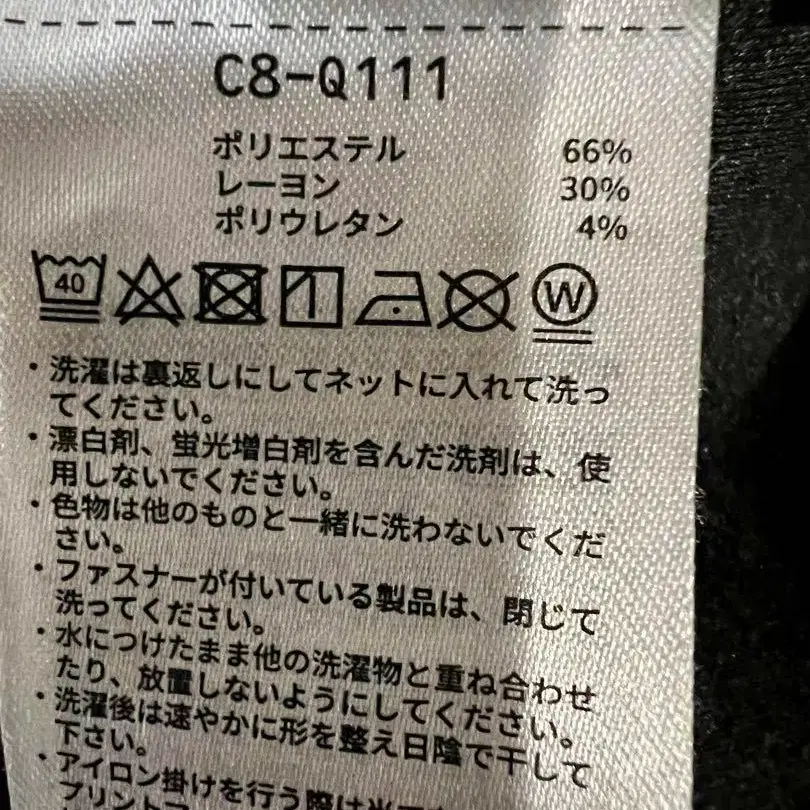 C8-Q111
ポリエステル 66%
レーヨン 30%
ポリウレタン 4%
40 W
・洗濯は裏返しにしてネットに入れて洗っ
てください。
・漂白剤、蛍光増白剤を含んだ洗剤は、使
用しないでください。
・色物は他のものと一緒に洗わないでくだ
さい。
・ファスナーが付いている製品は、閉じて
洗ってください。
・水につけたまま他の洗濯物と重ね合わせ
たり、放置しないようにしてください。
・洗濯後は速やかに形を整え日陰で干して
下さい。
・アイロン掛けを行う際は当て
プリント